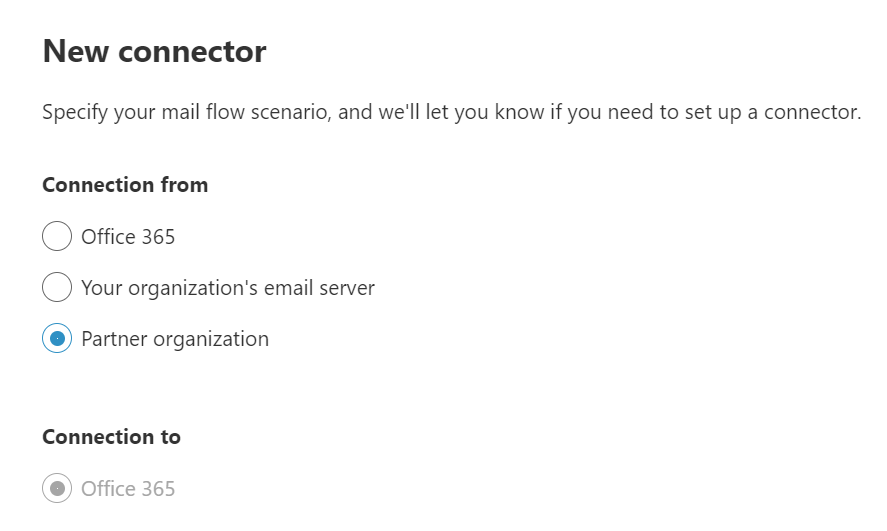 New connector
Specify your mail flow scenario, and we'll let you know if you need to set up a connector.
Connection from
Office 365
Your organization's email server
Partner organization
Connection to
Office 365